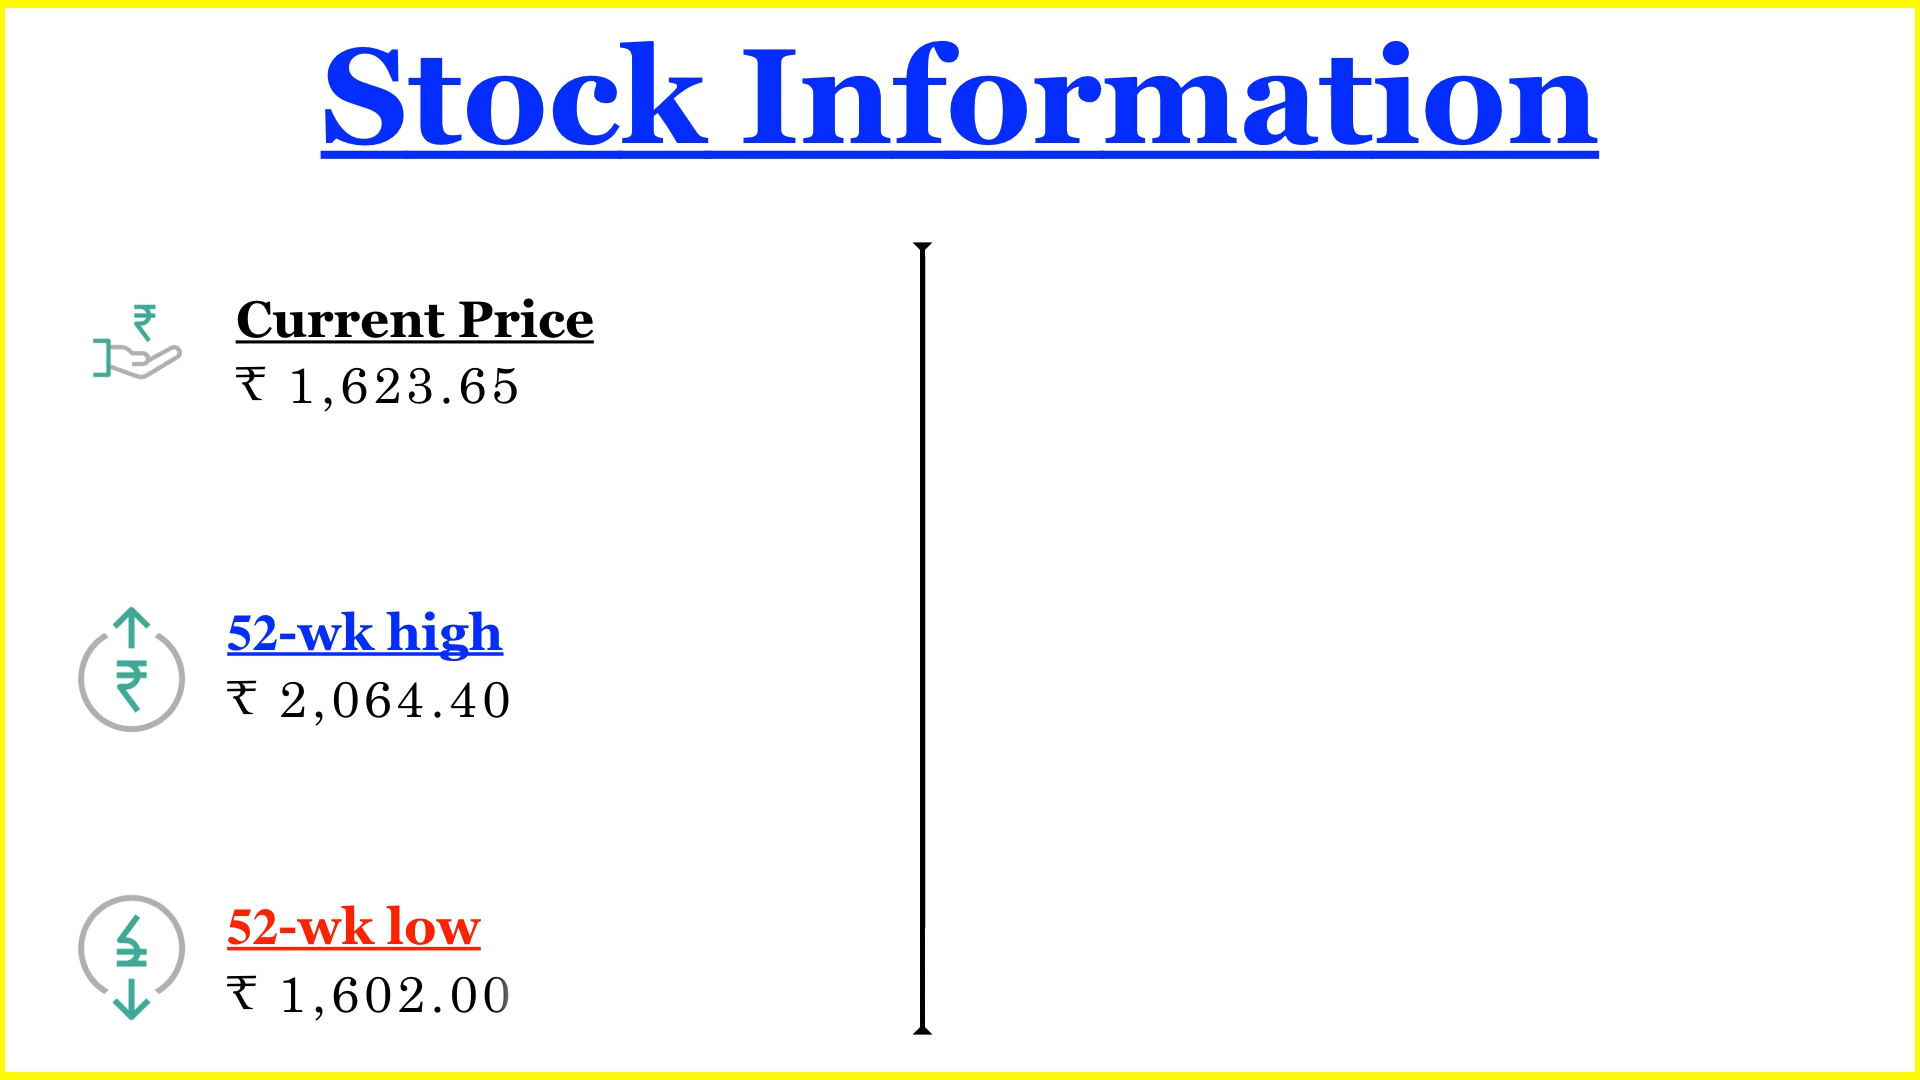 Stock Information
Current Price
₹ 1,623.65
52-wk high
₹ 2,064.40
52-wk low
₹ 1,602.00